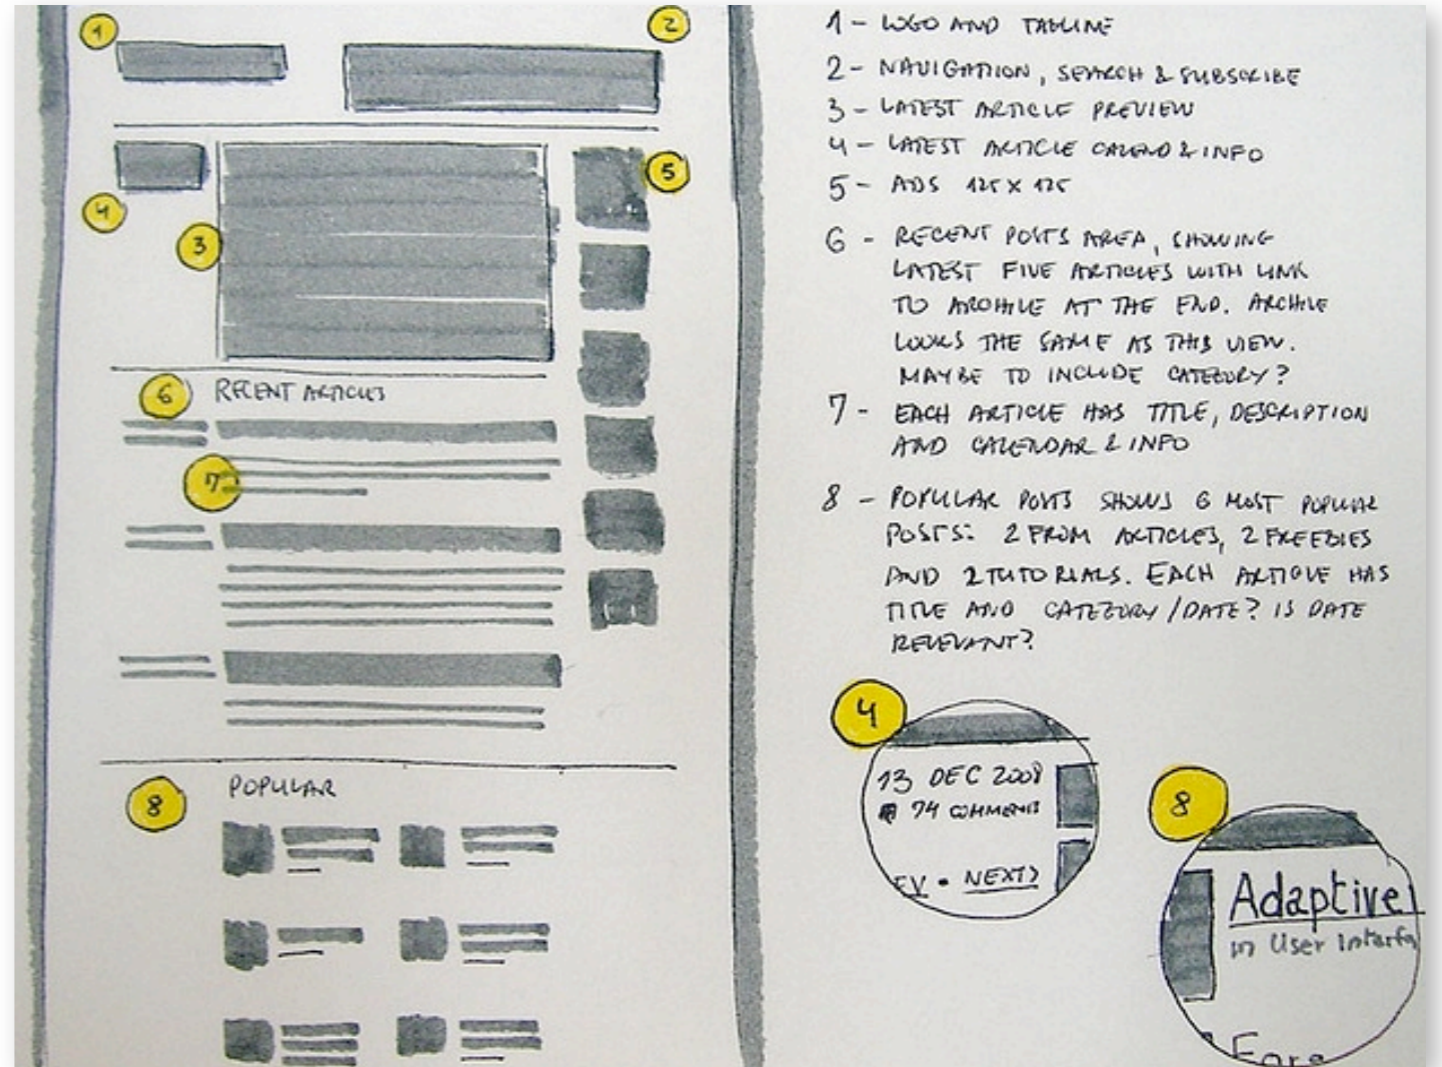 1
2
5
4
3
6 RECENT ARTICLES
7
8 POPULAR
1 - LOGO AND TAGLINE
2 - NAVIGATION, SEARCH & SUBSCRIBE
3 - LATEST ARTICLE PREVIEW
4 - LATEST ARTICLE CALEND & INFO
5 - ADS 125 X 125
6 - RECENT POSTS AREA, SHOWING
LATEST FIVE ARTICLES WITH LINK
TO ARCHIVE AT THE END. ARCHIVE
LOOKS THE SAME AS THIS VIEW.
MAYBE TO INCLUDE CATEGORY?
7 - EACH ARTICLE HAS TITLE, DESCRIPTION
AND CALENDAR & INFO
8 - POPULAR POSTS SHOWS 6 MOST POPULAR
POSTS: 2 FROM ARTICLES, 2 FREEBIES
AND 2 TUTORIALS. EACH ARTICLE HAS
TITLE AND CATEGORY/DATE? IS DATE
RELEVANT?
4
13 DEC 2008
74 COMMENTS
EV • NEXT>
8
Adaptive
in User Interfa